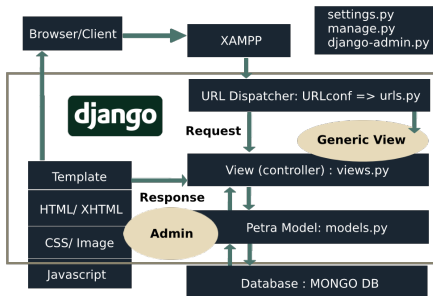 settings.py
manage.py
django-admin.py
Browser/Client
XAMPP
URL Dispatcher: URLconf => urls.py
django
Request
Generic View
Template
View (controller) : views.py
Response
HTML/ XHTML
Admin
Petra Model: models.py
CSS/ Image
Javascript
Database : MONGO DB